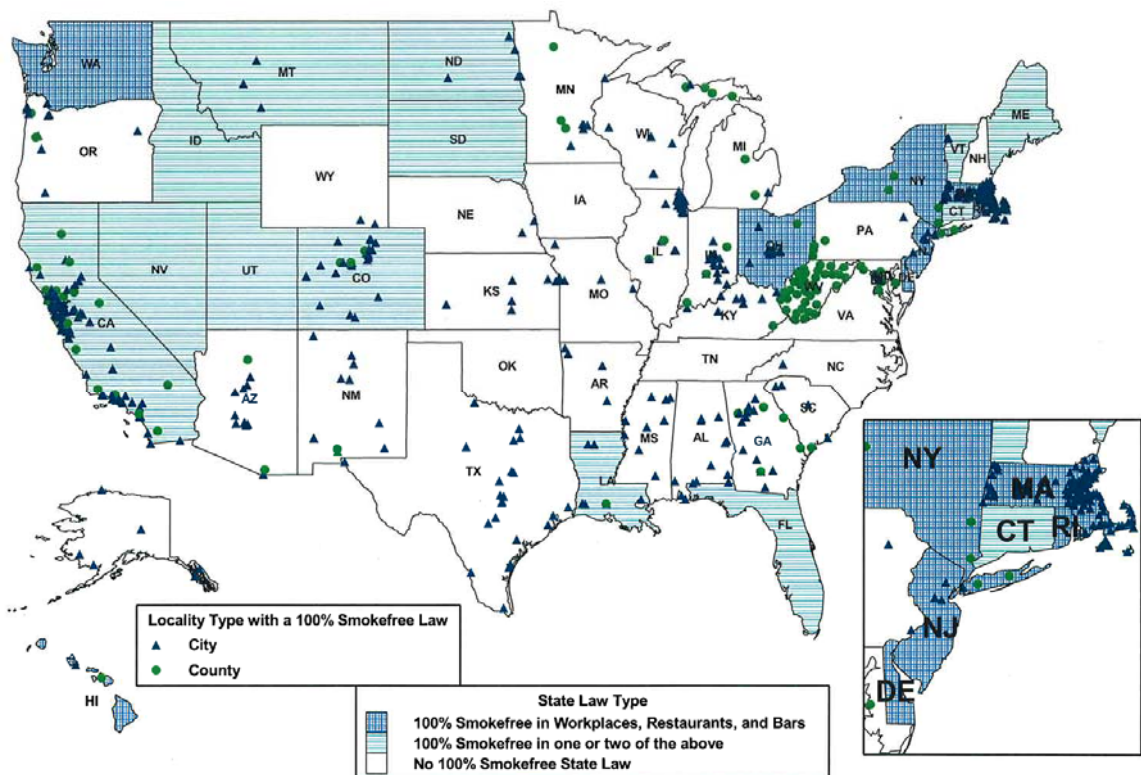 WA
MT
ND
MN
ME
OR
ID
SD
WI
MI
VT
NH
NY
WY
CT
NE
IA
PA
NV
UT
CO
IL
OH
NJ
CA
KS
MO
KY
WV
VA
DE
AZ
NM
OK
AR
TN
NC
SC
TX
MS
AL
GA
LA
FL
HI
NY
MA
CT
RI
NJ
DE
Locality Type with a 100% Smokefree Law
City
County
State Law Type
100% Smokefree in Workplaces, Restaurants, and Bars
100% Smokefree in one or two of the above
No 100% Smokefree State Law